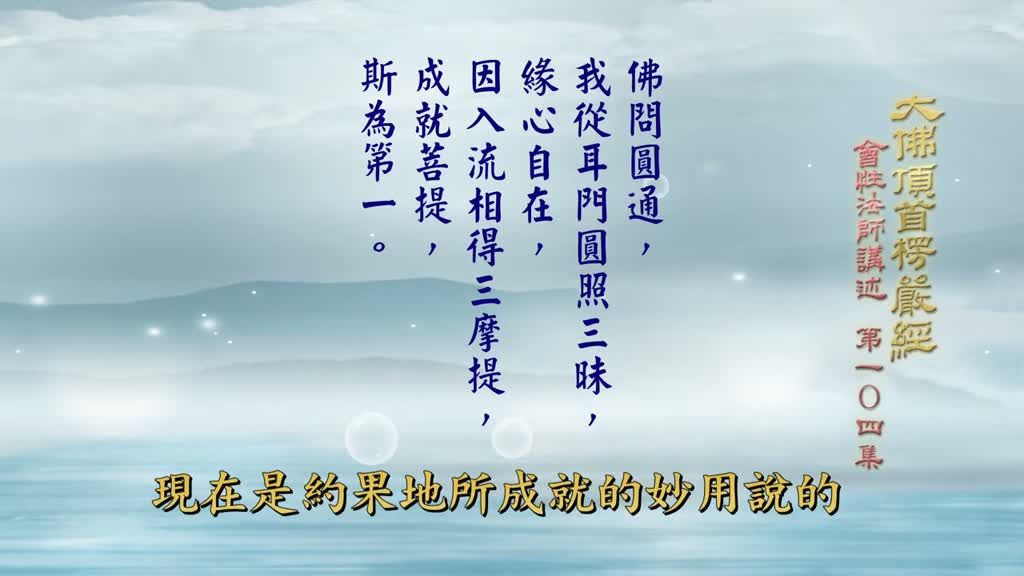 大佛頂首楞嚴經
會性法師講述 第一〇四集
佛問圓通，
我從耳門圓照三昧，
緣心自在，
因入流相得三摩提，
成就菩提，
斯為第一。
現在是約果地所成就的妙用說的